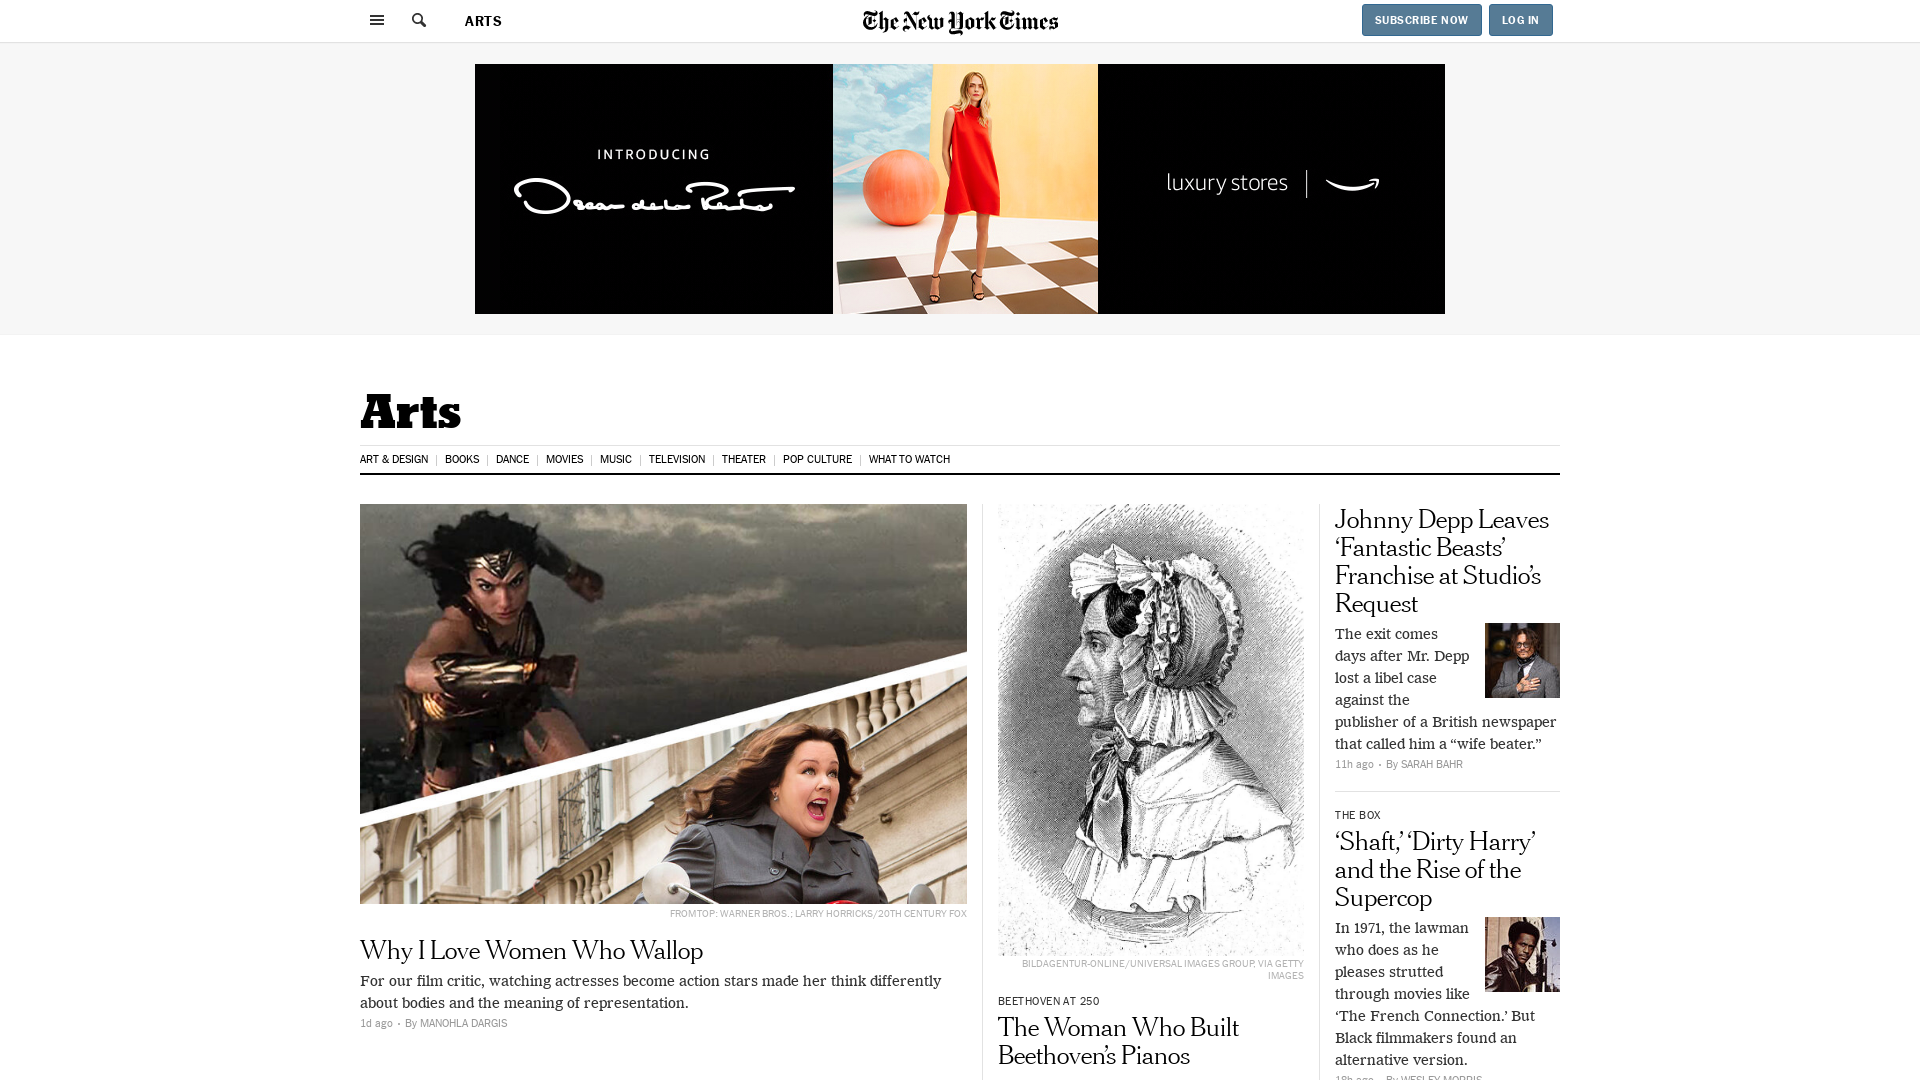 ARTS
The New York Times
SUBSCRIBE NOW
LOG IN
INTRODUCING
Oscar de la Renta
luxury stores
Arts
ART & DESIGN
BOOKS
DANCE
MOVIES
MUSIC
TELEVISION
THEATER
POP CULTURE
WHAT TO WATCH
FROM TOP: WARNER BROS.; LARRY HORRICKS/20TH CENTURY FOX
Why I Love Women Who Wallop
For our film critic, watching actresses become action stars made her think differently
about bodies and the meaning of representation.
1d ago • By MANOHLA DARGIS
BILDAGENTUR-ONLINE/UNIVERSAL IMAGES GROUP, VIA GETTY
IMAGES
BEETHOVEN AT 250
The Woman Who Built
Beethoven’s Pianos
Johnny Depp Leaves
‘Fantastic Beasts’
Franchise at Studio’s
Request
The exit comes
days after Mr. Depp
lost a libel case
against the
publisher of a British newspaper
that called him a “wife beater.”
11h ago • By SARAH BAHR
THE BOX
‘Shaft,’ ‘Dirty Harry’
and the Rise of the
Supercop
In 1971, the lawman
who does as he
pleases strutted
through movies like
‘The French Connection.’ But
Black filmmakers found an
alternative version.
18h ago • By WESLEY MORRIS